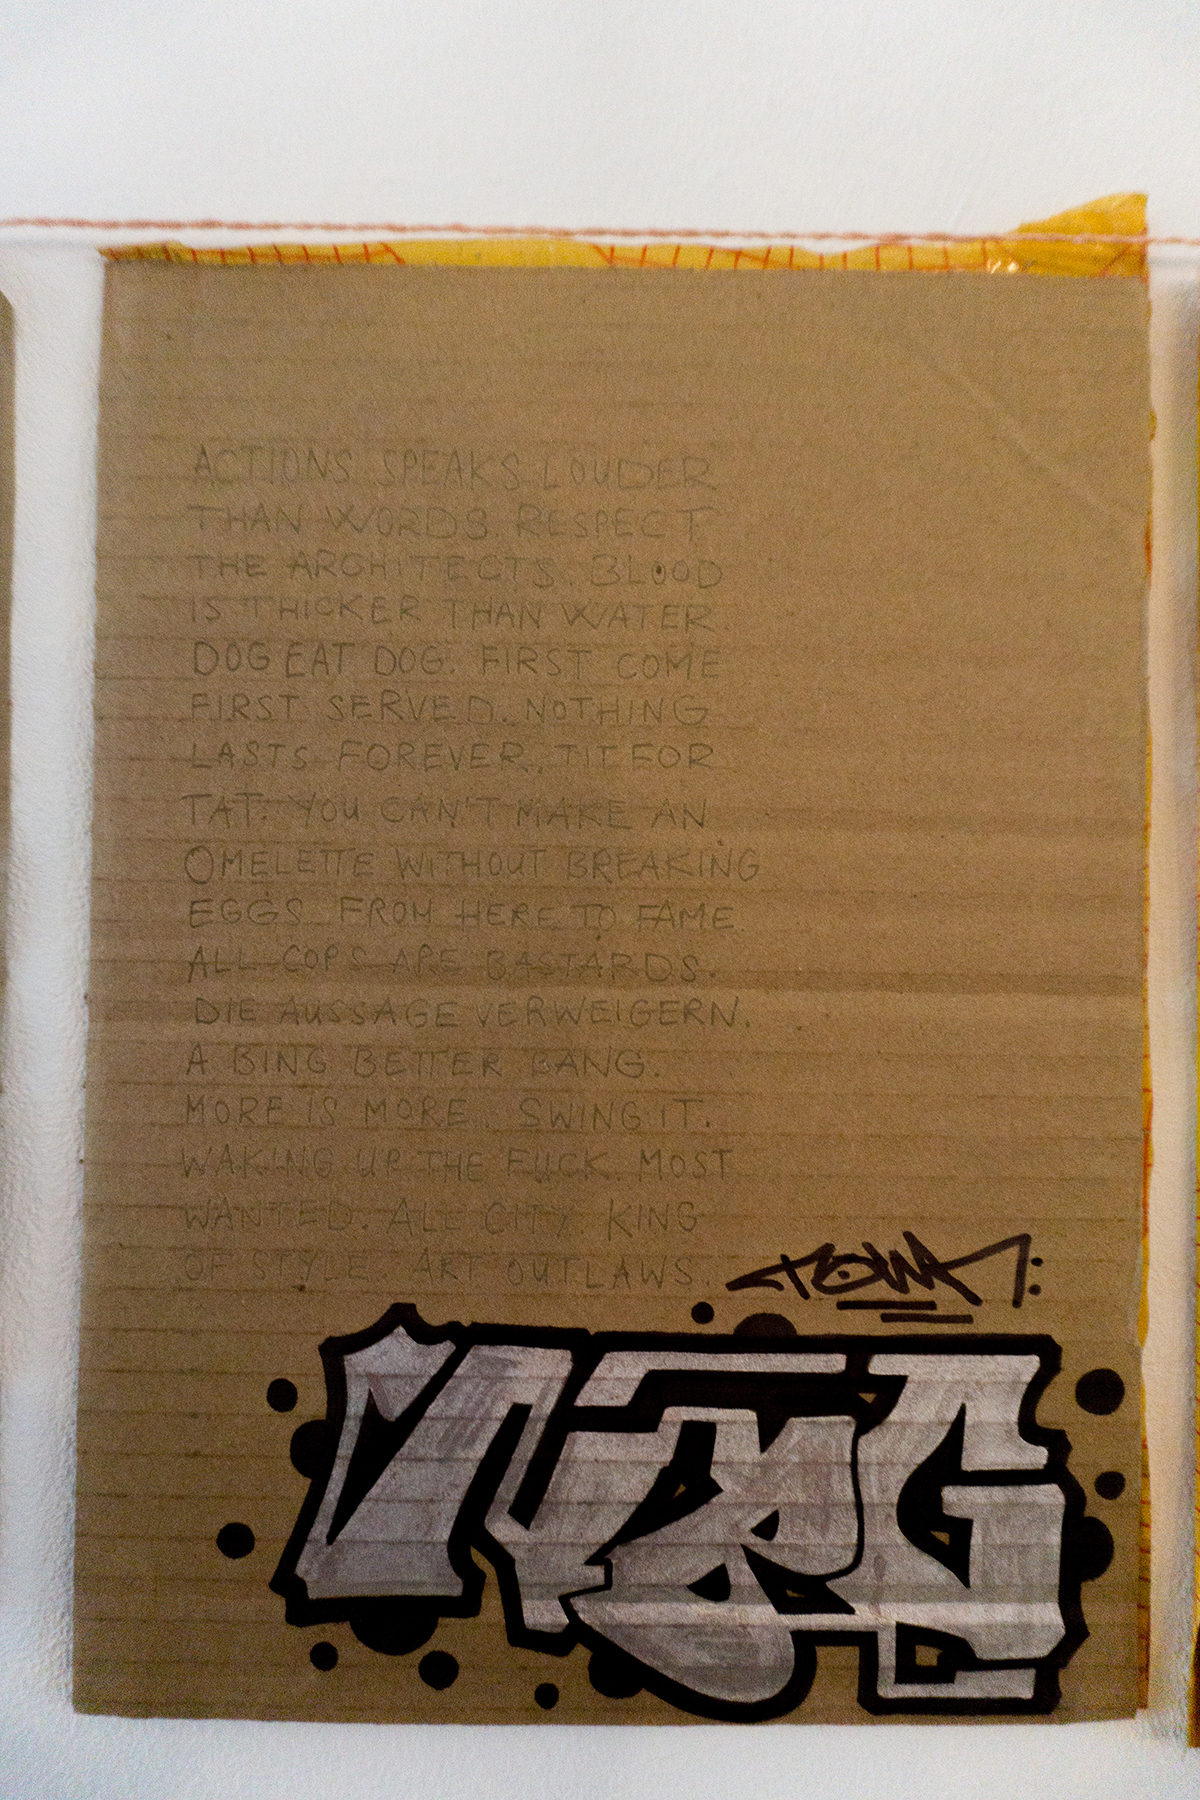 ACTIONS SPEAKS LOUDER
THAN WORDS. RESPECT
THE ARCHITECTS. BLOOD
IS THICKER THAN WATER
DOG EAT DOG. FIRST COME
FIRST SERVED. NOTHING
LASTS FOREVER. TIT FOR
TAT. YOU CAN'T MAKE AN
OMELETTE WITHOUT BREAKING
EGGS. FROM HERE TO FAME
ALL COPS ARE BASTARDS.
DIE AUSSAGE VERWEIGERN.
A BING BETTER BANG.
MORE IS MORE. SWING IT.
WAKING UP THE FUCK. MOST
WANTED. ALL CITY. KING
OF STYLE. ART OUTLAWS.